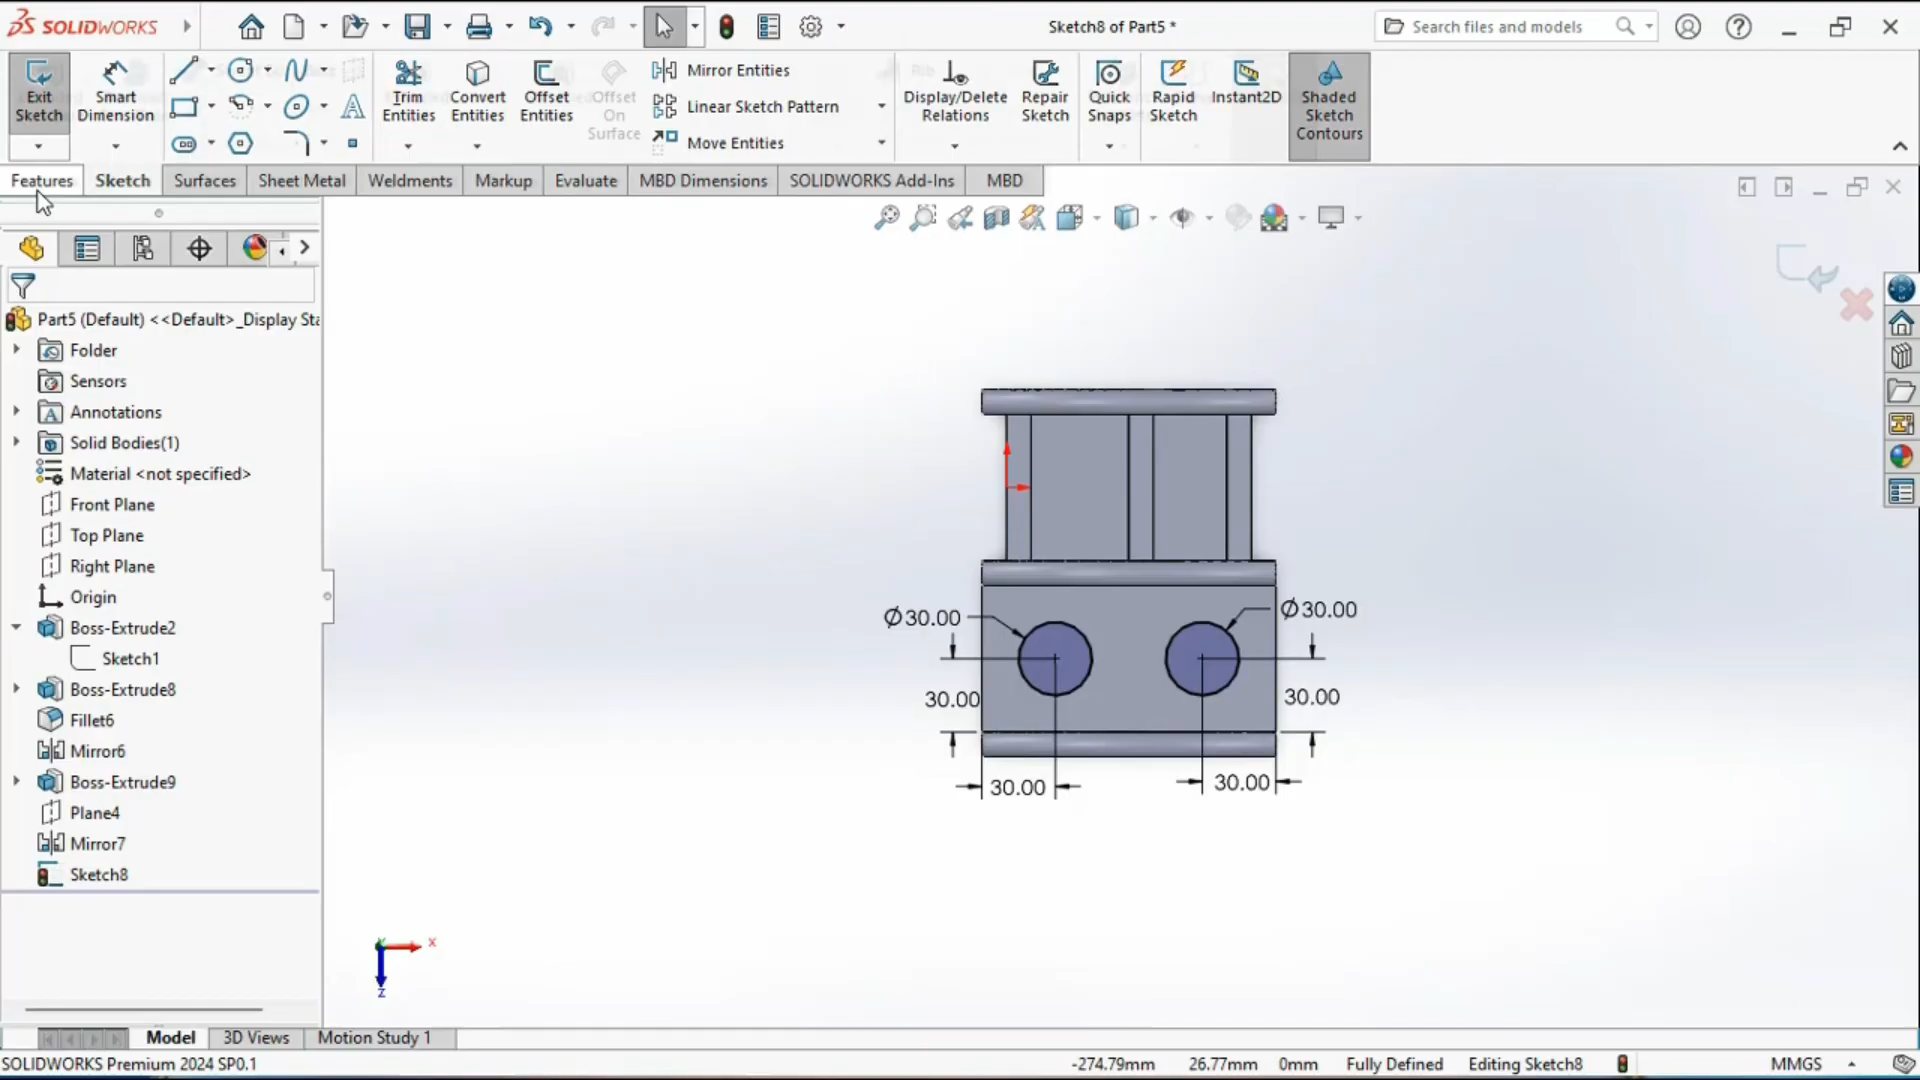 SOLIDWORKS
Sketch8 of Part5 *
Search files and models
Exit Sketch
Smart Dimension
Trim Entities
Convert Entities
Offset Entities
Offset On Surface
Mirror Entities
Linear Sketch Pattern
Move Entities
Display/Delete Relations
Repair Sketch
Quick Snaps
Rapid Sketch
Instant2D
Shaded Sketch Contours
Features
Sketch
Surfaces
Sheet Metal
Weldments
Markup
Evaluate
MBD Dimensions
SOLIDWORKS Add-Ins
MBD
Part5 (Default) <<Default>_Display Sta
Folder
Sensors
Annotations
Solid Bodies(1)
Material <not specified>
Front Plane
Top Plane
Right Plane
Origin
Boss-Extrude2
Sketch1
Boss-Extrude8
Fillet6
Mirror6
Boss-Extrude9
Plane4
Mirror7
Sketch8
Ø30.00
Ø30.00
30.00
30.00
30.00
30.00
X
Z
Model
3D Views
Motion Study 1
SOLIDWORKS Premium 2024 SP0.1
-274.79mm
26.77mm
0mm
Fully Defined
Editing Sketch8
MMGS